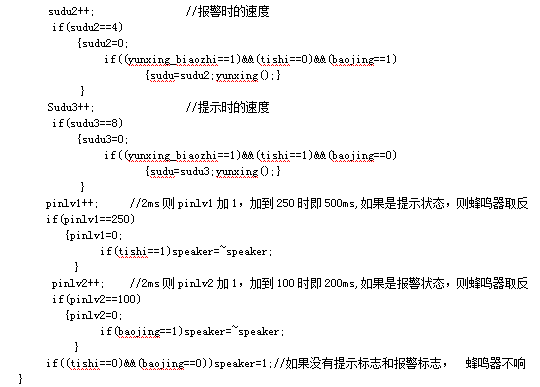 sudu2++;                //报警时的速度
if(sudu2==4)
{sudu2=0;
if((yunxing_biaozhi==1)&&(tishi==0)&&(baojing==1)
{sudu=sudu2;yunxing();}
}
Sudu3++;                //提示时的速度
if(sudu3==8)
{sudu3=0;
if((yunxing_biaozhi==1)&&(tishi==1)&&(baojing==0)
{sudu=sudu3;yunxing();}
}
pinlv1++;     //2ms则pinlv1加1，加到250时即500ms,如果是提示状态，则蜂鸣器取反
if(pinlv1==250)
{pinlv1=0;
if(tishi==1)speaker=~speaker;
}
pinlv2++;     //2ms则pinlv2加1，加到100时即200ms,如果是报警状态，则蜂鸣器取反
if(pinlv2==100)
{pinlv2=0;
if(baojing==1)speaker=~speaker;
}
if((tishi==0)&&(baojing==0))speaker=1;//如果没有提示标志和报警标志，  蜂鸣器不响
}